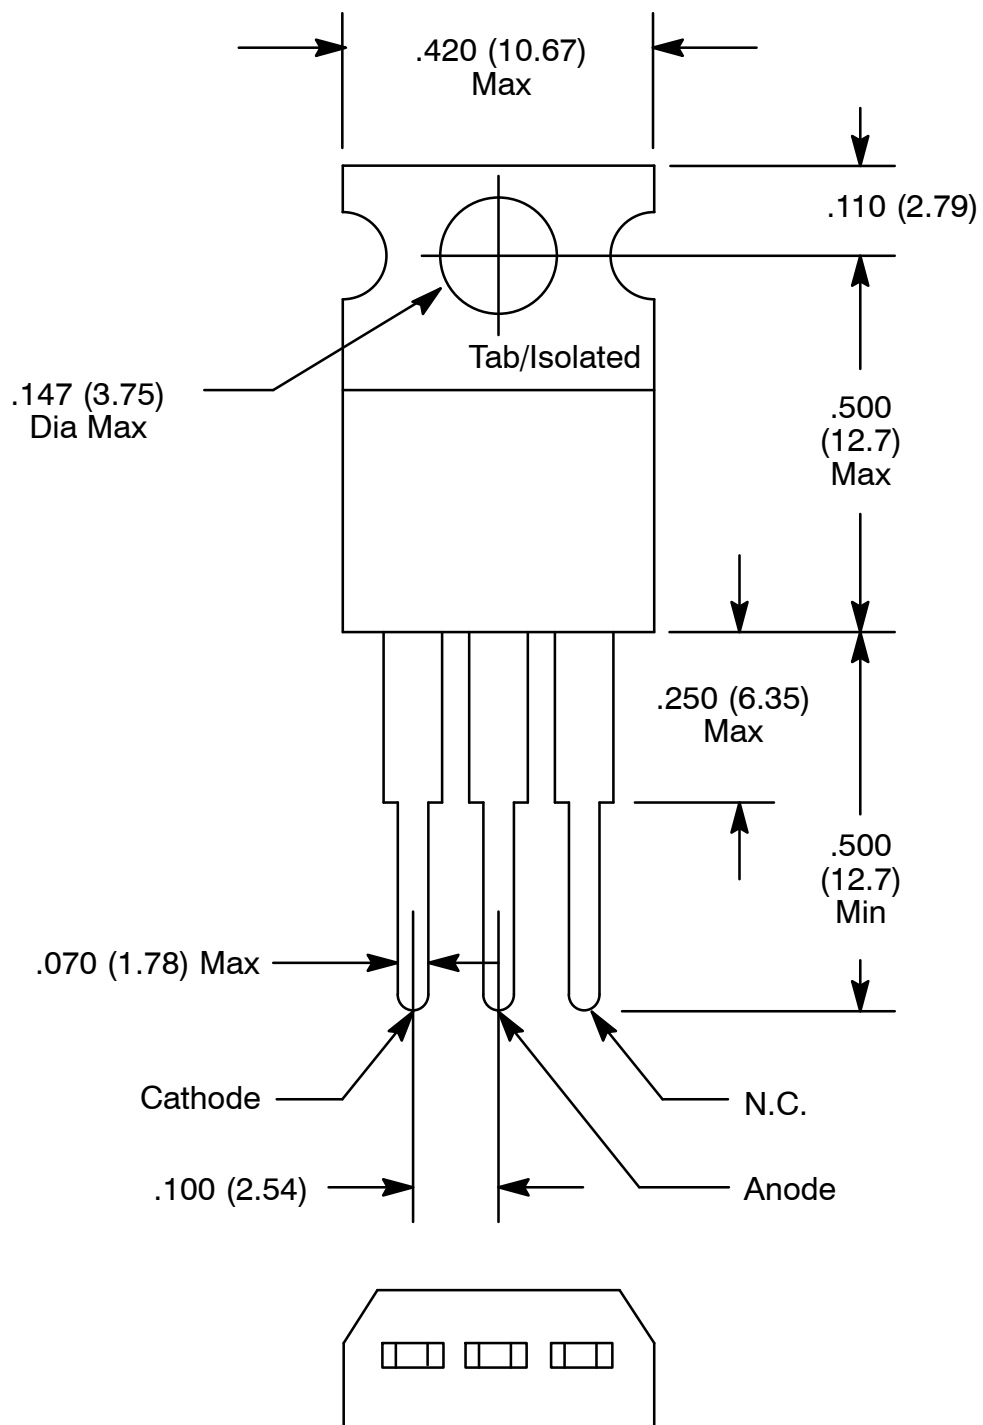 .420 (10.67)
Max
.110 (2.79)
Tab/Isolated
.147 (3.75)
Dia Max
.500
(12.7)
Max
.250 (6.35)
Max
.500
(12.7)
Min
.070 (1.78) Max
Cathode
N.C.
.100 (2.54)
Anode